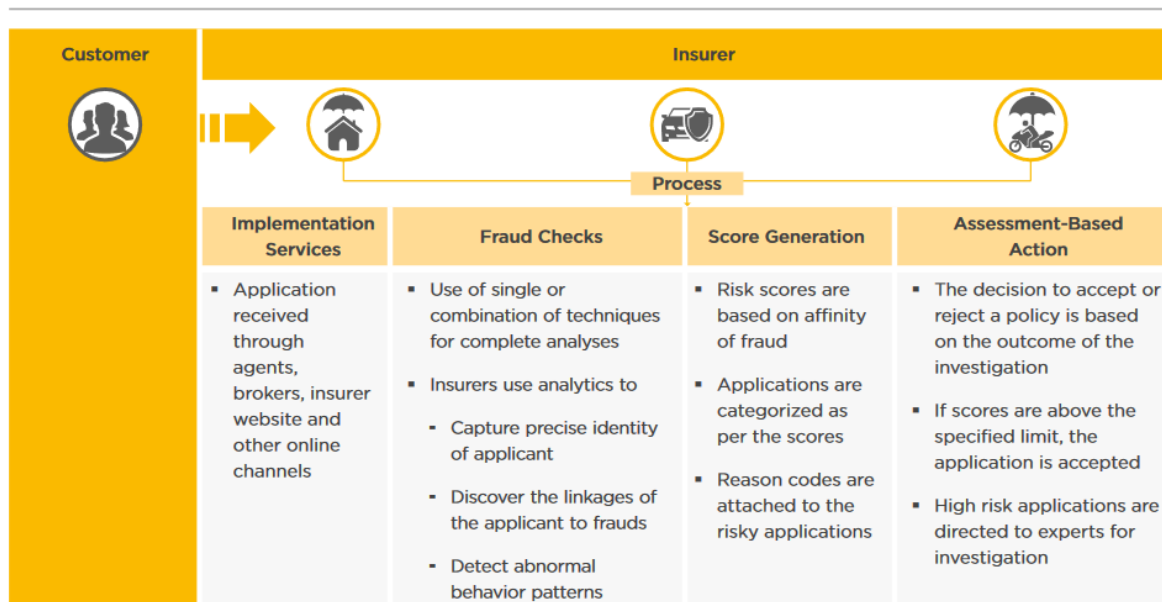 Customer
Insurer
Process
Implementation
Services
▪ Application
received
through
agents,
brokers, insurer
website and
other online
channels
Fraud Checks
▪ Use of single or
combination of techniques
for complete analyses
▪ Insurers use analytics to
- Capture precise identity
of applicant
- Discover the linkages of
the applicant to frauds
- Detect abnormal
behavior patterns
Score Generation
▪ Risk scores are
based on affinity
of fraud
▪ Applications are
categorized as
per the scores
▪ Reason codes are
attached to the
risky applications
Assessment-Based
Action
▪ The decision to accept or
reject a policy is based
on the outcome of the
investigation
▪ If scores are above the
specified limit, the
application is accepted
▪ High risk applications are
directed to experts for
investigation